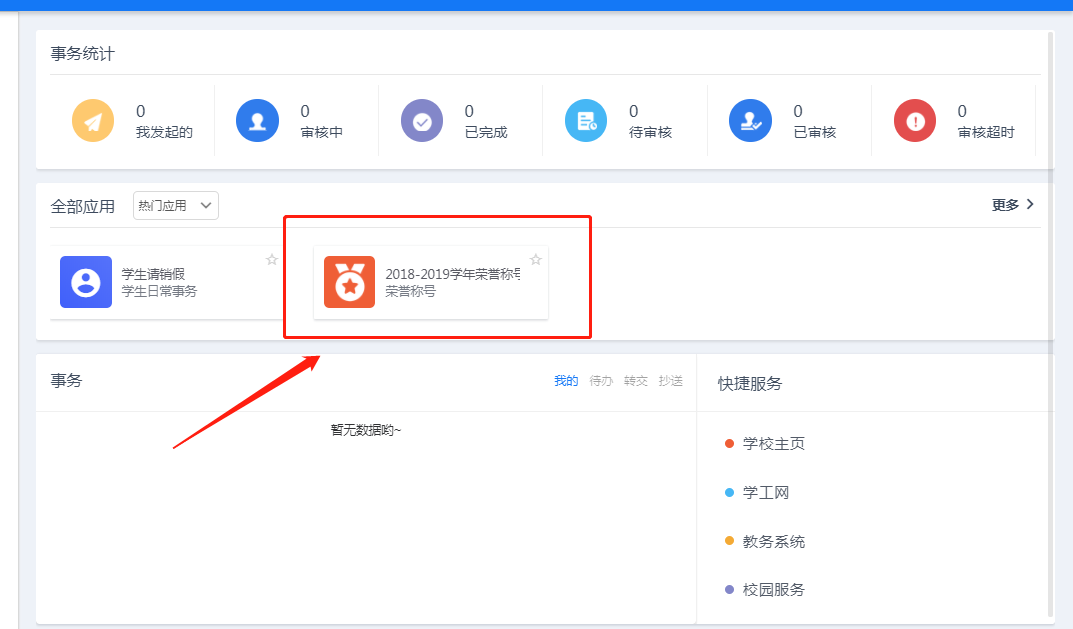 事务统计
0
我发起的
0
审核中
0
已完成
0
待审核
0
已审核
0
审核超时
全部应用
热门应用
更多
学生请销假
学生日常事务
2018-2019学年荣誉称号
荣誉称号
事务
我的 待办 转交 抄送
暂无数据哟~
快捷服务
学校主页
学工网
教务系统
校园服务